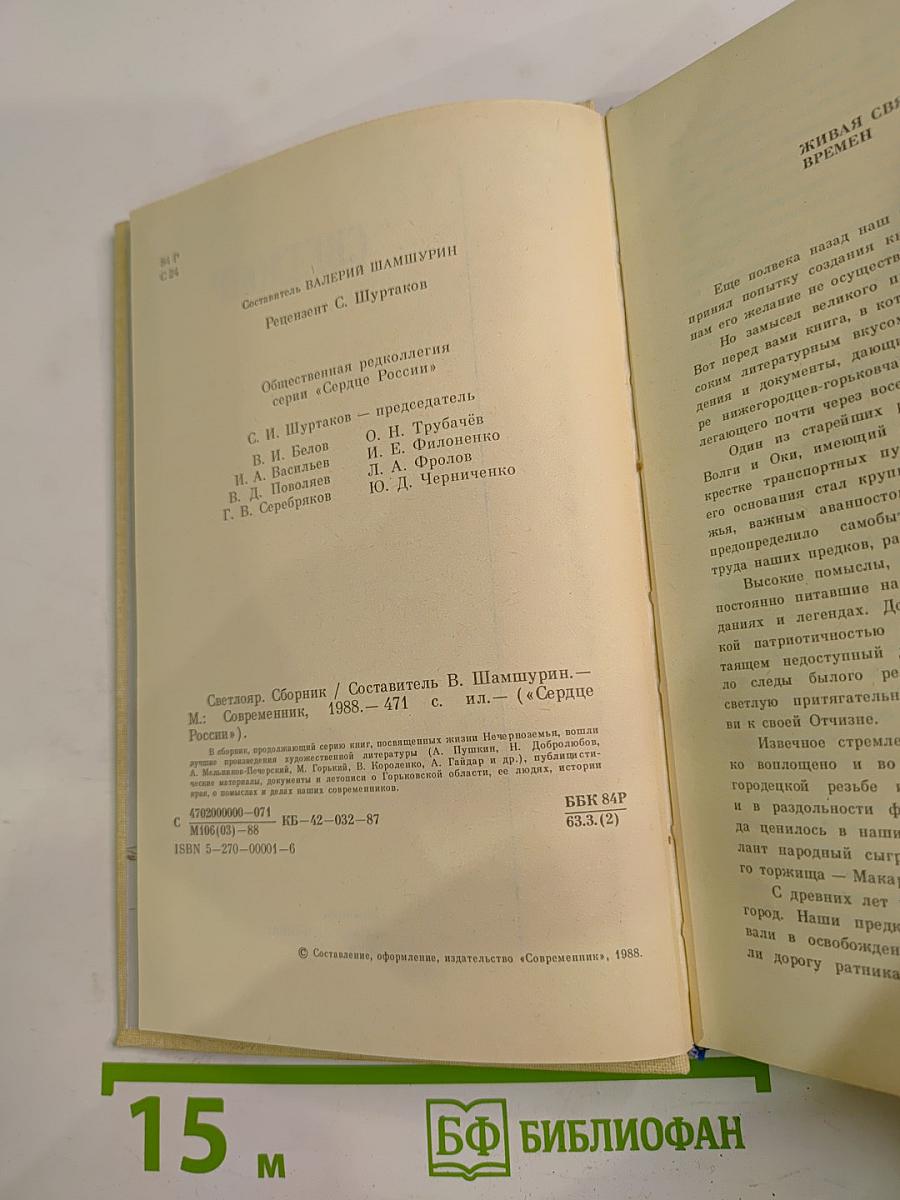 84 Р
С 24
Составитель ВАЛЕРИЙ ШАМШУРИН
Рецензент С. Шуртаков
Общественная редколлегия
серии «Сердце России»
С. И. Шуртаков — председатель
В. И. Белов
И. А. Васильев
В. Д. Поволяев
Г. В. Серебряков
О. Н. Трубачёв
И. Е. Филоненко
Л. А. Фролов
Ю. Д. Черниченко
Светлояр. Сборник / Составитель В. Шамшурин.—
М.: Современник, 1988.— 471 с. ил.— («Сердце
России»).
В сборник, продолжающий серию книг, посвященных жизни Нечерноземья, вошли
лучшие произведения художественной литературы (А. Пушкин, Н. Добролюбов,
А. Мельников-Печерский, М. Горький, В. Короленко, А. Гайдар и др.), публицисти-
ческие материалы, документы и летописи о Горьковской области, ее людях, истории
края, о помыслах и делах наших современников.
С 4702000000—071
М106(03)—88 КБ—42—032—87
ББК 84Р
63.3.(2)
ISBN 5—270—00001—6
© Составление, оформление, издательство «Современник», 1988.
ЖИВАЯ СВЯ
ВРЕМЕН
Еще полвека назад наш
принял попытку создания кн
нам его желание не осуществ
Но замысел великого п
Вот перед вами книга, в кот
соким литературным вкусом
дения и документы, дающи
ре нижегородцев-горьковча
легающего почти через восе
Один из старейших
Волги и Оки, имеющий
крестке транспортных пу
его основания стал крупн
жья, важным аванпостом
предопределило самобыт
труда наших предков, ра
Высокие помыслы,
постоянно питавшие на
даниях и легендах. До
кой патриотичностью
таящем недоступный
ло следы былого ре
светлую притягательн
ви к своей Отчизне.
Извечное стремле
ко воплощено и во
городецкой резьбе и
и в раздольности ф
да ценилось в наши
лант народный сыгр
го торжища — Макар
С древних лет
город. Наши предк
вали в освобожден
ли дорогу ратника
15 м
БФ БИБЛИОФАН